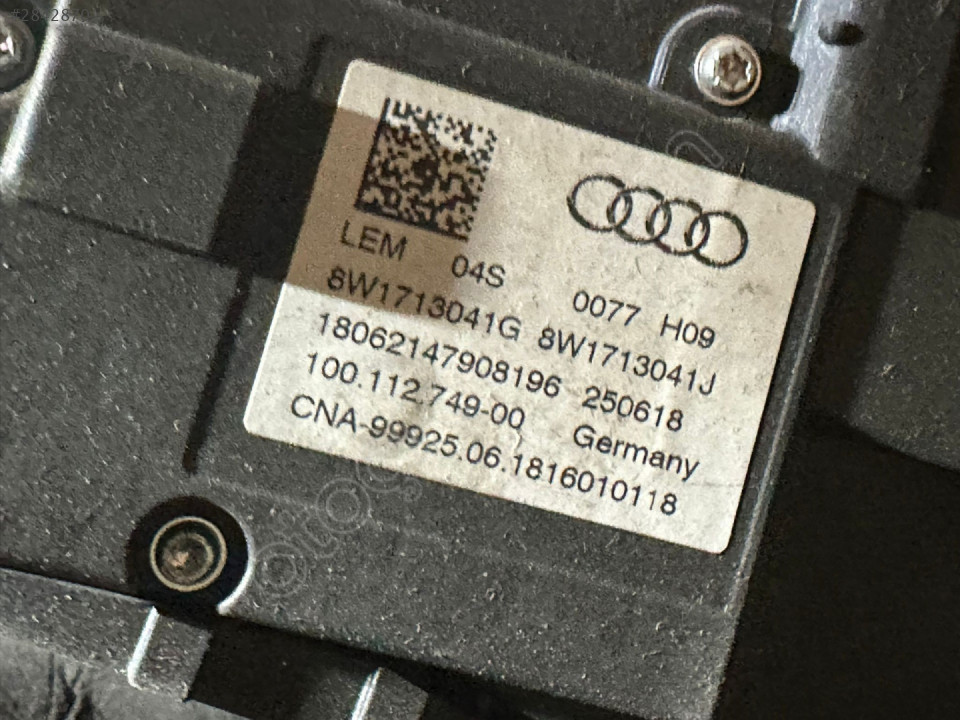 LEM 04S 0077 H09
8W1713041G 8W1713041J
18062147908196 250618
100.112.749-00 Germany
CNA-99925.06.1816010118